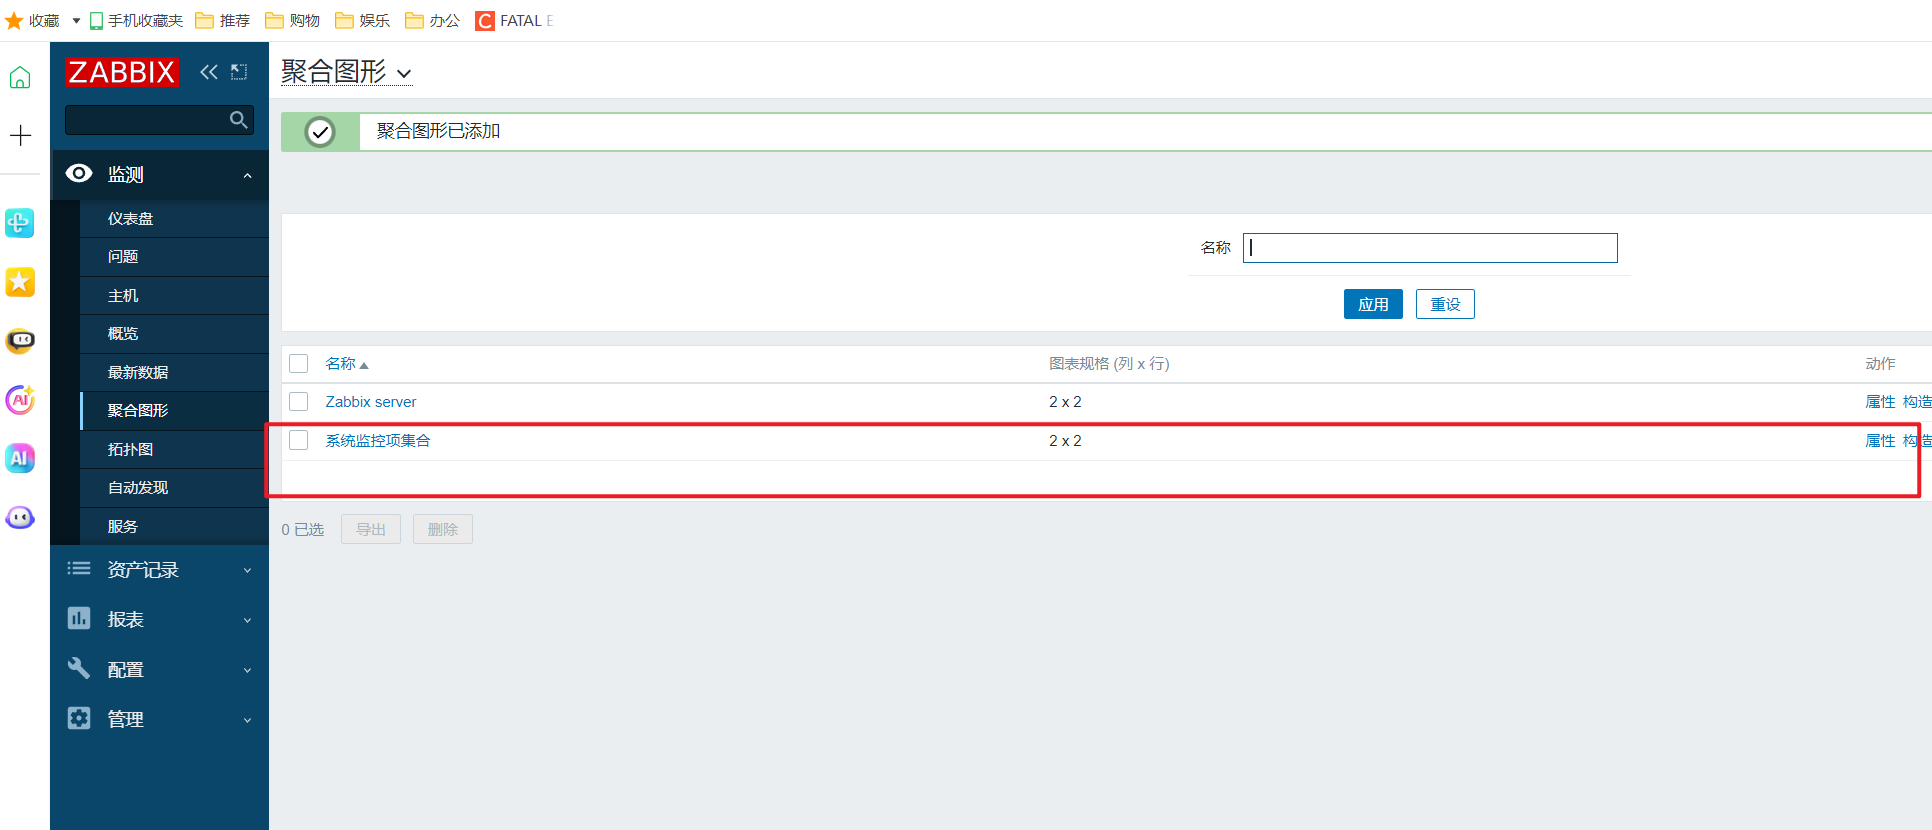 收藏 手机收藏夹 推荐 购物 娱乐 办公 C FATAL E
ZABBIX
聚合图形
聚合图形已添加
监测
仪表盘
问题
主机
概览
最新数据
聚合图形
拓扑图
自动发现
服务
资产记录
报表
配置
管理
名称
应用 重设
名称 图表规格 (列 x 行) 动作
Zabbix server 2 x 2 属性 构造
系统监控项集合 2 x 2 属性 构造
0 已选 导出 删除
AI
AI